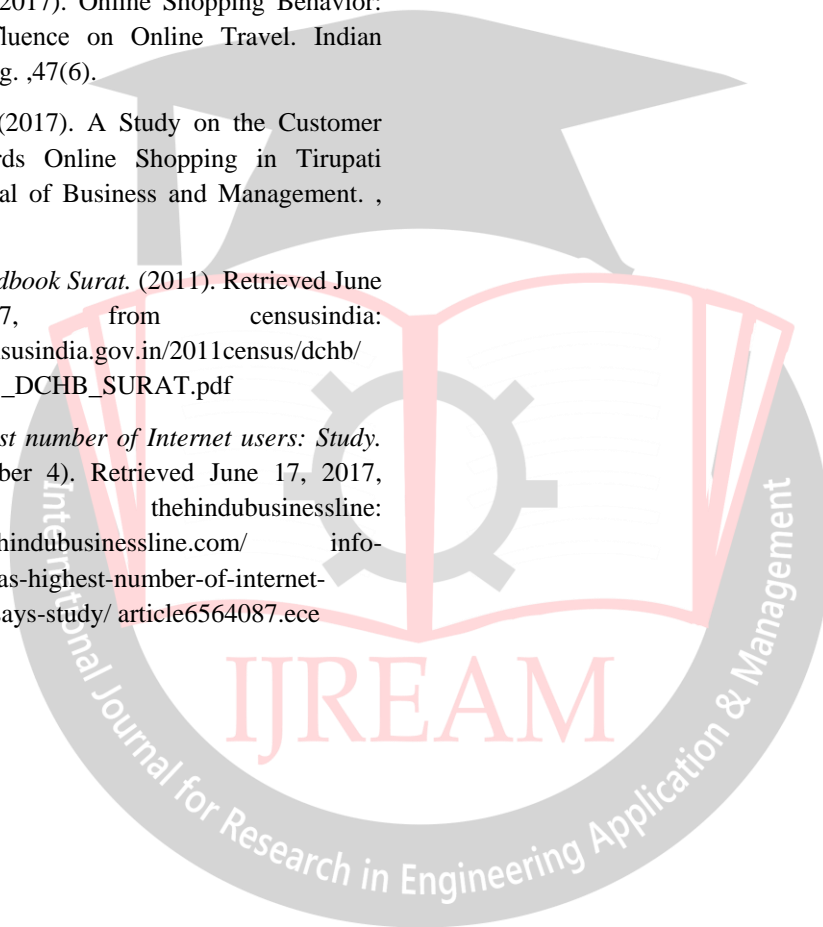 2017). Online Shopping Behavior:
fluence on Online Travel. Indian
g. ,47(6).
(2017). A Study on the Customer
rds Online Shopping in Tirupati
al of Business and Management. ,
dbook Surat. (2011). Retrieved June
7, from censusindia:
susindia.gov.in/2011census/dchb/
_DCHB_SURAT.pdf
st number of Internet users: Study.
ber 4). Retrieved June 17, 2017,
thehindubusinessline:
hindubusinessline.com/ info-
as-highest-number-of-internet-
says-study/ article6564087.ece
IJREAM
International Journal for Research in Engineering Application & Management